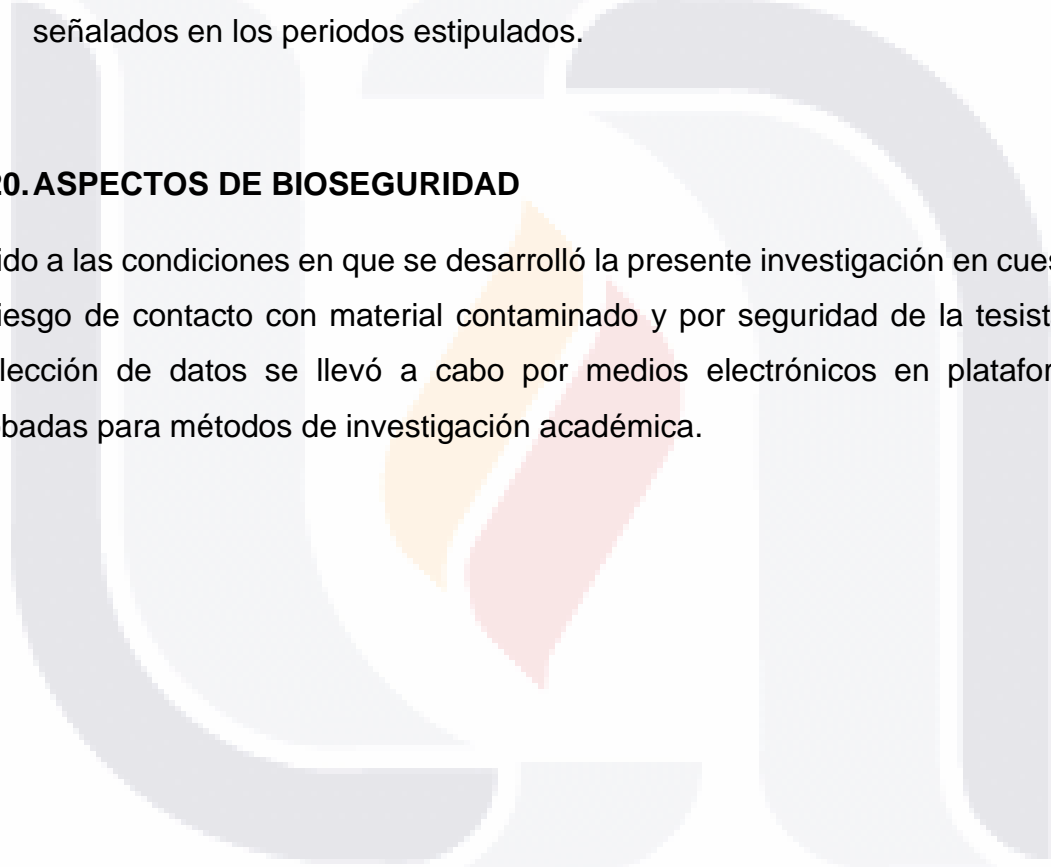 señalados en los periodos estipulados.
20. ASPECTOS DE BIOSEGURIDAD
ido a las condiciones en que se desarrolló la presente investigación en cues
iesgo de contacto con material contaminado y por seguridad de la tesist
lección de datos se llevó a cabo por medios electrónicos en platafor
obadas para métodos de investigación académica.